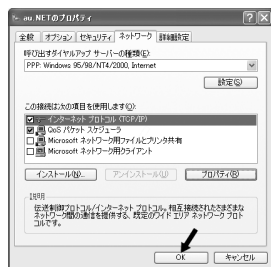 au.NETのプロパティ
全般 オプション セキュリティ ネットワーク 詳細設定
呼び出すダイヤルアップ サーバーの種類(E):
PPP: Windows 95/98/NT4/2000, Internet
設定(S)
この接続は次の項目を使用します(O):
インターネット プロトコル (TCP/IP)
QoS パケット スケジューラ
Microsoft ネットワーク用ファイルとプリンタ共有
Microsoft ネットワーク用クライアント
インストール(N)... アンインストール(U) プロパティ(R)
説明
伝送制御プロトコル/インターネット プロトコル。相互接続されたさまざまな
ネットワーク間の通信を提供する、既定のワイド エリア ネットワーク プロト
コルです。
OK キャンセル